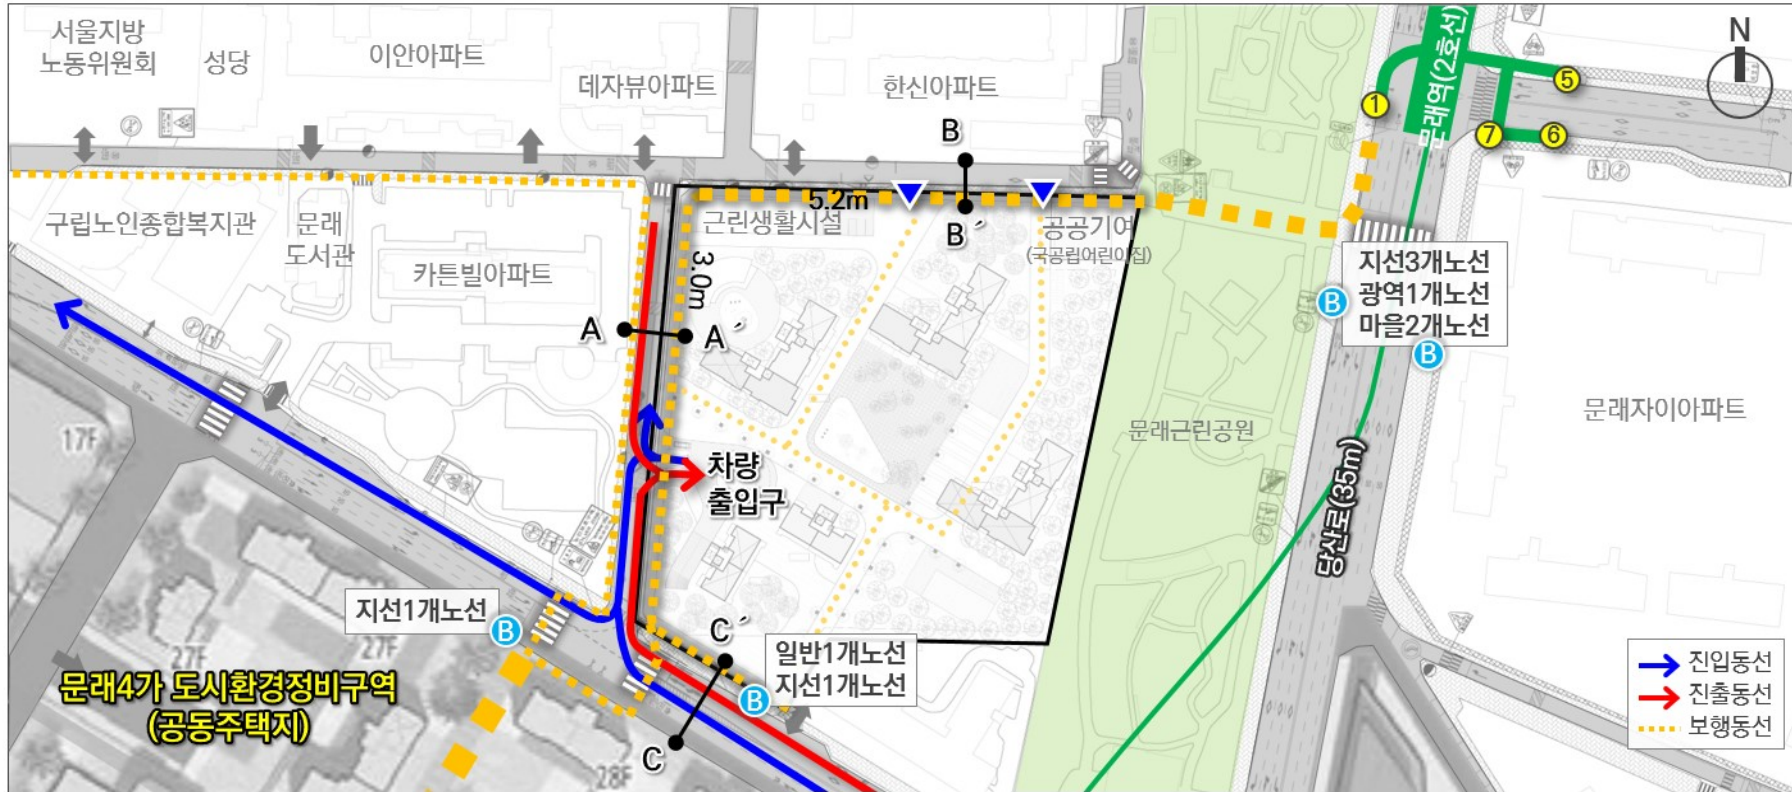 서울지방
노동위원회
성당
이안아파트
데자뷰아파트
한신아파트
문래역(2호선)
1
5
7
6
N
B
B´
5.2m
구립노인종합복지관
문래
도서관
카튼빌아파트
근린생활시설
공공기여
(국공립어린이집)
3.0m
A
A´
지선3개노선
광역1개노선
마을2개노선
B
B
문래자이아파트
문래근린공원
당산로(35m)
17F
차량
출입구
지선1개노선
B
27F
27F
문래4가 도시환경정비구역
(공동주택지)
28F
C´
C
일반1개노선
지선1개노선
B
진입동선
진출동선
보행동선